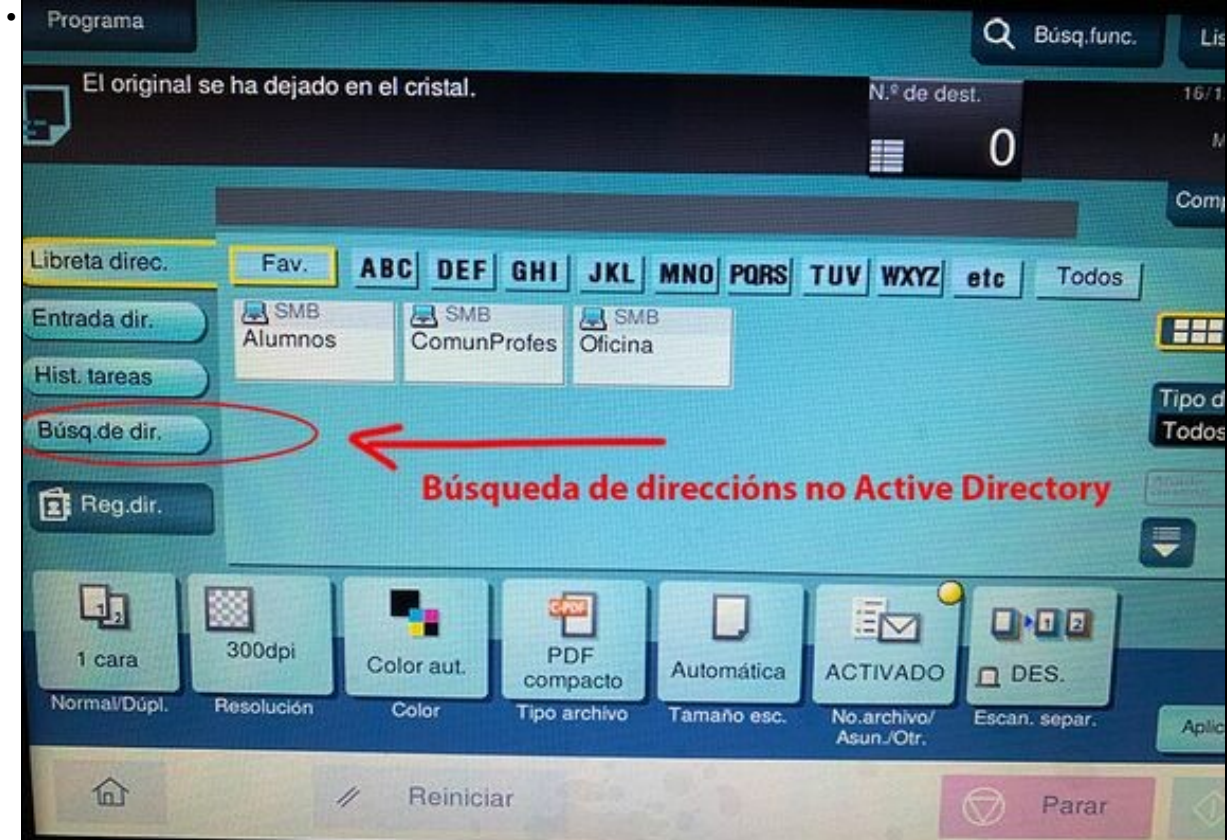 Programa
Búsq.func.
El original se ha dejado en el cristal.
N.º de dest.
0
Libreta direc.
Fav.
ABC
DEF
GHI
JKL
MNO
PQRS
TUV
WXYZ
etc
Todos
Entrada dir.
SMB
Alumnos
SMB
ComunProfes
SMB
Oficina
Hist. tareas
Búsq.de dir.
Todos
Búsqueda de direccións no Active Directory
Reg.dir.
1 cara
Normal/Dúpl.
300dpi
Resolución
Color aut.
Color
C-PDF
PDF
compacto
Tipo archivo
Automática
Tamaño esc.
ACTIVADO
No.archivo/
Asun./Otr.
DES.
Escan. separ.
Reiniciar
Parar